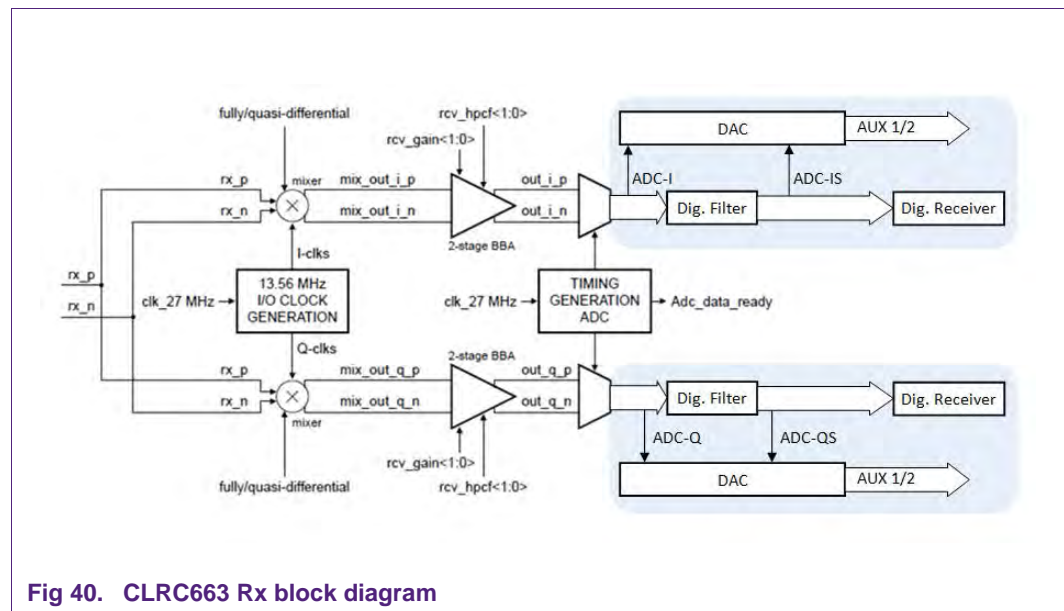 fully/quasi-differential
rcv_hpcf<1:0>
rcv_gain<1:0>
DAC
AUX 1/2
rx_p
mixer
mix_out_i_p
out_i_p
ADC-I
ADC-IS
rx_n
mix_out_i_n
out_i_n
Dig. Filter
Dig. Receiver
2-stage BBA
I-clks
rx_p
rx_n
clk_27 MHz
13.56 MHz
I/O CLOCK
GENERATION
clk_27 MHz
TIMING
GENERATION
ADC
Adc_data_ready
Q-clks
2-stage BBA
rx_p
mix_out_q_p
out_q_p
rx_n
mix_out_q_n
out_q_n
Dig. Filter
Dig. Receiver
mixer
ADC-Q
ADC-QS
rcv_gain<1:0>
fully/quasi-differential
rcv_hpcf<1:0>
DAC
AUX 1/2
Fig 40. CLRC663 Rx block diagram